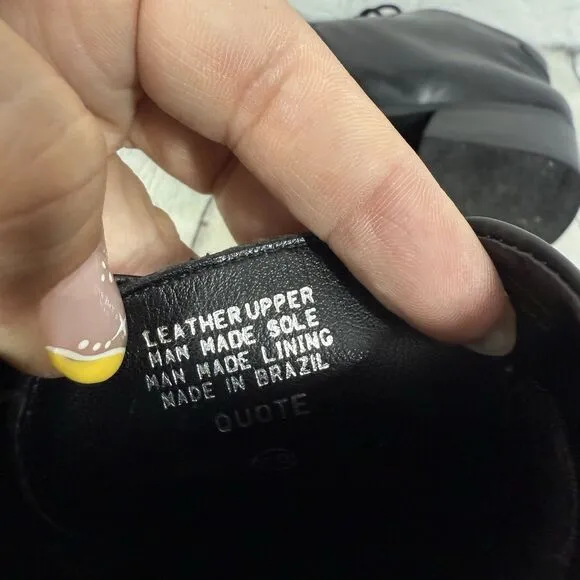 LEATHER UPPER
MAN MADE SOLE
MAN MADE LINING
MADE IN BRAZIL
QUOTE